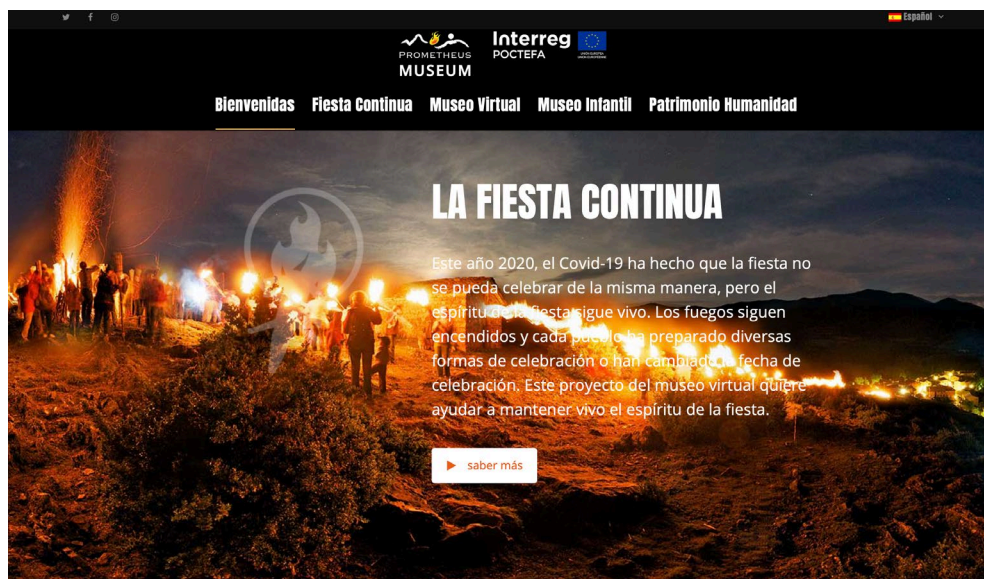 Español
PROMETHEUS
MUSEUM
Interreg
POCTEFA
Bienvenidas Fiesta Continua Museo Virtual Museo Infantil Patrimonio Humanidad
LA FIESTA CONTINUA
Este año 2020, el Covid-19 ha hecho que la fiesta no
se pueda celebrar de la misma manera, pero el
espíritu de la fiesta sigue vivo. Los fuegos siguen
encendidos y cada pueblo ha preparado diversas
formas de celebración o han cambiado la fecha de
celebración. Este proyecto del museo virtual quiere
ayudar a mantener vivo el espíritu de la fiesta.
saber más